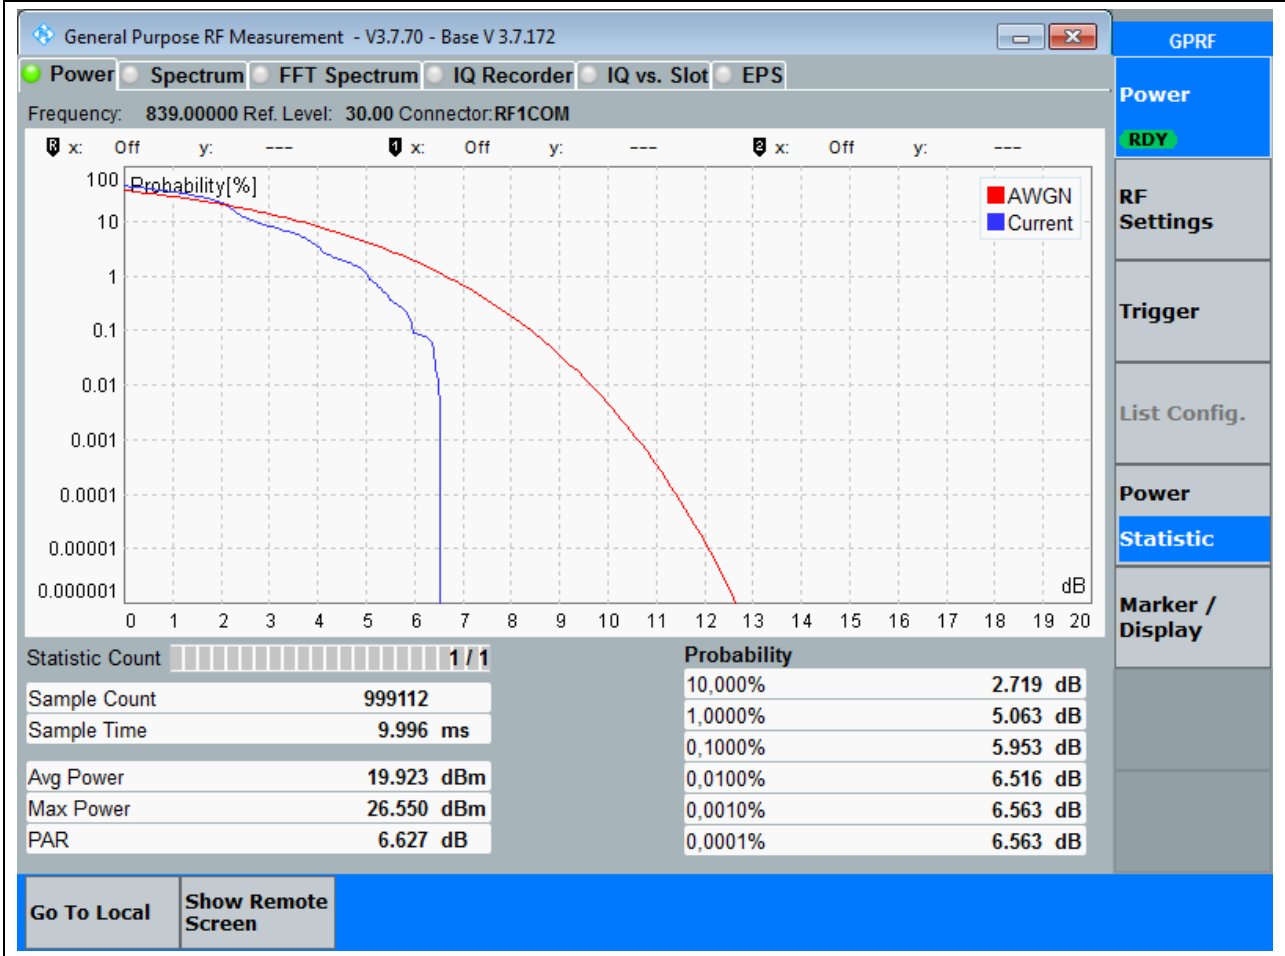 General Purpose RF Measurement - V3.7.70 - Base V 3.7.172
GPRF
Power Spectrum FFT Spectrum IQ Recorder IQ vs. Slot EPS
Power
RDY
Frequency: 839.00000 Ref. Level: 30.00 Connector:RF1COM
R x: Off y: --- 1 x: Off y: --- 2 x: Off y: ---
Probability[%]
AWGN
Current
100
10
1
0.1
0.01
0.001
0.0001
0.00001
0.000001
dB
0 1 2 3 4 5 6 7 8 9 10 11 12 13 14 15 16 17 18 19 20
RF
Settings
Trigger
List Config.
Power
Statistic
Marker /
Display
Statistic Count 1 / 1
Sample Count 999112
Sample Time 9.996 ms
Avg Power 19.923 dBm
Max Power 26.550 dBm
PAR 6.627 dB
Probability
10,000% 2.719 dB
1,0000% 5.063 dB
0,1000% 5.953 dB
0,0100% 6.516 dB
0,0010% 6.563 dB
0,0001% 6.563 dB
Go To Local
Show Remote
Screen